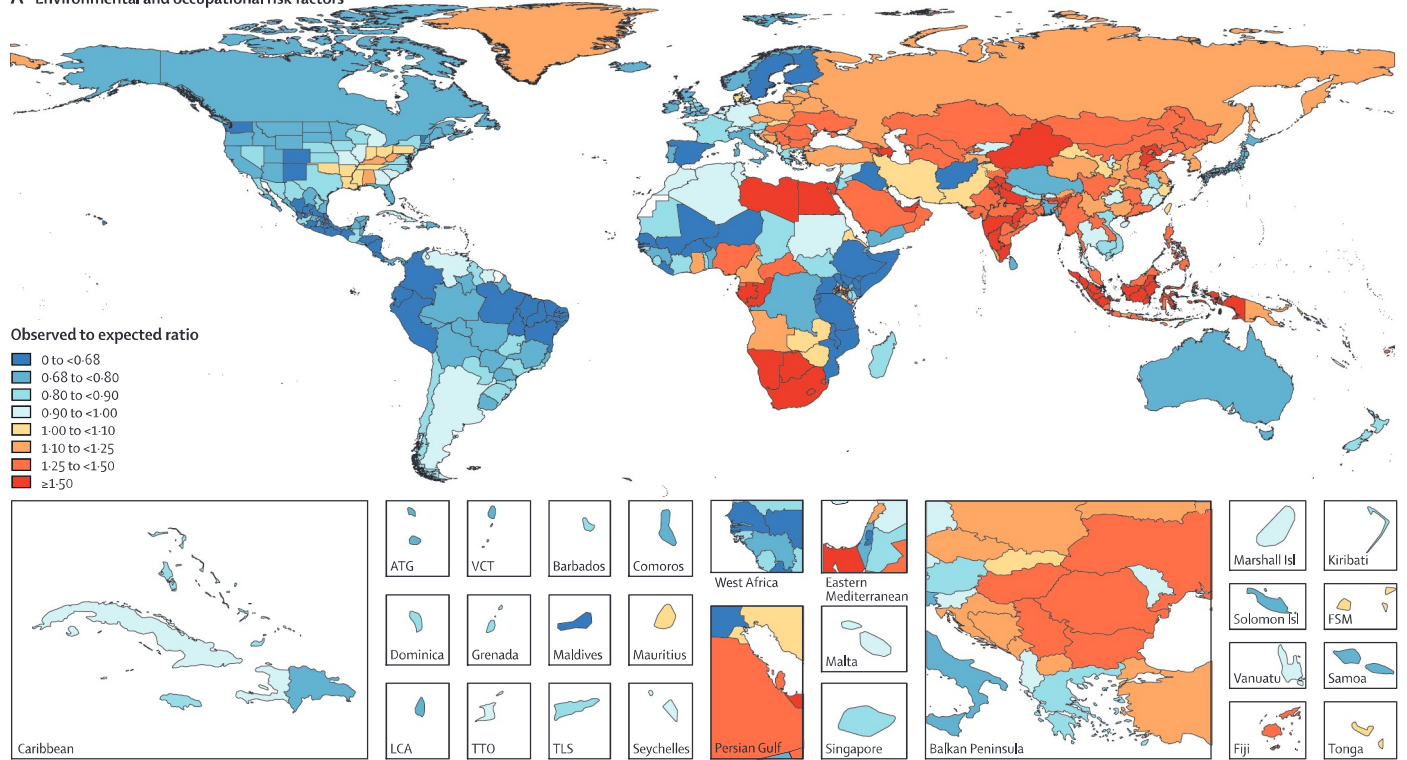 A Environmental and occupational risk factors
Observed to expected ratio
0 to <0·68
0·68 to <0·80
0·80 to <0·90
0·90 to <1·00
1·00 to <1·10
1·10 to <1·25
1·25 to <1·50
≥1·50
Caribbean
ATG
VCT
Barbados
Comoros
Dominica
Grenada
Maldives
Mauritius
LCA
TTO
TLS
Seychelles
West Africa
Eastern
Mediterranean
Persian Gulf
Malta
Singapore
Balkan Peninsula
Marshall Isl
Kiribati
Solomon Isl
FSM
Vanuatu
Samoa
Fiji
Tonga